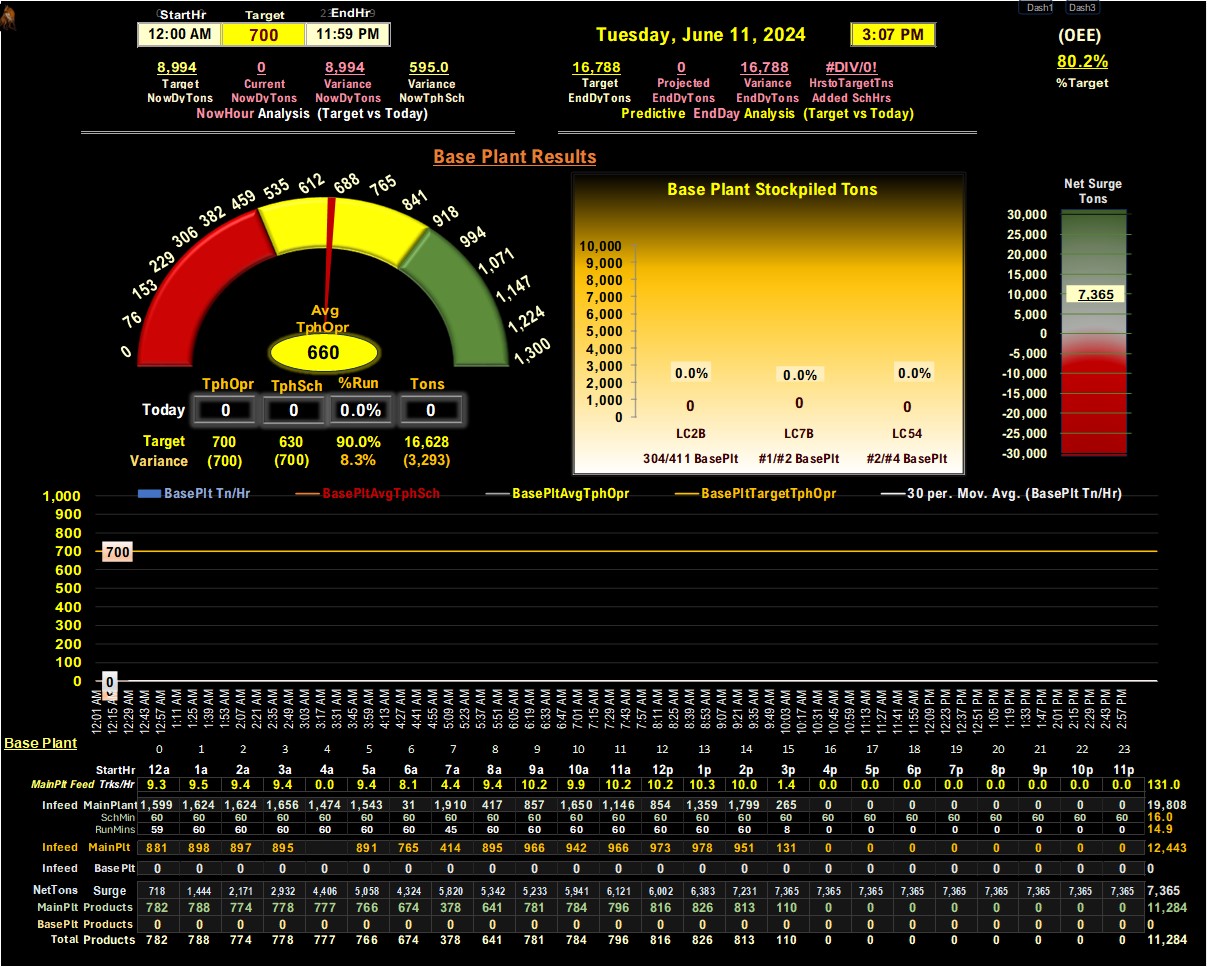 Dash1 Dash3
StartHr Target EndHr
12:00 AM 700 11:59 PM Tuesday, June 11, 2024 3:07 PM (OEE)
80.2%
%Target
8,994 0 8,994 595.0 16,788 0 16,788 #DIV/0!
Target Current Variance Variance Target Projected Variance HrstoTargetTns
NowDyTons NowDyTons NowDyTons NowTphSch EndDyTons EndDyTons EndDyTons Added SchHrs
NowHour Analysis (Target vs Today) Predictive EndDay Analysis (Target vs Today)
Base Plant Results
0 76 153 229 306 382 459 535 612 688 765 841 918 994 1,071 1,147 1,224 1,300
Avg
TphOpr
660
TphOpr TphSch %Run Tons
Today 0 0 0.0% 0
Target 700 630 90.0% 16,628
Variance (700) (700) 8.3% (3,293)
Base Plant Stockpiled Tons
10,000
9,000
8,000
7,000
6,000
5,000
4,000
3,000
2,000
1,000
0
0.0% 0.0% 0.0%
0 0 0
LC2B LC7B LC54
304/411 BasePlt #1/#2 BasePlt #2/#4 BasePlt
Net Surge
Tons
30,000
25,000
20,000
15,000
10,000
5,000
0
-5,000
-10,000
-15,000
-20,000
-25,000
-30,000
7,365
BasePlt Tn/Hr BasePltAvgTphSch BasePltAvgTphOpr BasePltTargetTphOpr 30 per. Mov. Avg. (BasePlt Tn/Hr)
1,000
900
800
700
600
500
400
300
200
100
0
700
0
12:01 AM 12:15 AM 12:29 AM 12:43 AM 12:57 AM 1:11 AM 1:25 AM 1:39 AM 1:53 AM 2:07 AM 2:21 AM 2:35 AM 2:49 AM 3:03 AM 3:17 AM 3:31 AM 3:45 AM 3:59 AM 4:13 AM 4:27 AM 4:41 AM 4:55 AM 5:09 AM 5:23 AM 5:37 AM 5:51 AM 6:05 AM 6:19 AM 6:33 AM 6:47 AM 7:01 AM 7:15 AM 7:29 AM 7:43 AM 7:57 AM 8:11 AM 8:25 AM 8:39 AM 8:53 AM 9:07 AM 9:21 AM 9:35 AM 9:49 AM 10:03 AM 10:17 AM 10:31 AM 10:45 AM 10:59 AM 11:13 AM 11:27 AM 11:41 AM 11:55 AM 12:09 PM 12:23 PM 12:37 PM 12:51 PM 1:05 PM 1:19 PM 1:33 PM 1:47 PM 2:01 PM 2:15 PM 2:29 PM 2:43 PM 2:57 PM
Base Plant
0 1 2 3 4 5 6 7 8 9 10 11 12 13 14 15 16 17 18 19 20 21 22 23
StartHr 12a 1a 2a 3a 4a 5a 6a 7a 8a 9a 10a 11a 12p 1p 2p 3p 4p 5p 6p 7p 8p 9p 10p 11p
MainPlt Feed Trks/Hr 9.3 9.5 9.4 9.4 0.0 9.4 8.1 4.4 9.4 10.2 9.9 10.2 10.2 10.3 10.0 1.4 0.0 0.0 0.0 0.0 0.0 0.0 0.0 0.0 131.0
Infeed MainPlant 1,599 1,624 1,624 1,656 1,474 1,543 31 1,910 417 857 1,650 1,146 854 1,359 1,799 265 0 0 0 0 0 0 0 0 19,808
SchMin 60 60 60 60 60 60 60 60 60 60 60 60 60 60 60 60 60 60 60 60 60 60 60 60 16.0
RunMins 59 60 60 60 60 60 60 45 60 60 60 60 60 60 60 8 0 0 0 0 0 0 0 0 14.9
Infeed MainPlt 881 898 897 895 891 765 414 895 966 942 966 973 978 951 131 0 0 0 0 0 0 0 0 12,443
Infeed BasePlt 0 0 0 0 0 0 0 0 0 0 0 0 0 0 0 0 0 0 0 0 0 0 0 0 0
NetTons Surge 718 1,444 2,171 2,932 4,406 5,058 4,324 5,820 5,342 5,233 5,941 6,121 6,002 6,383 7,231 7,365 7,365 7,365 7,365 7,365 7,365 7,365 7,365 7,365 7,365
MainPlt Products 782 788 774 778 777 766 674 378 641 781 784 796 816 826 813 110 0 0 0 0 0 0 0 0 11,284
BasePlt Products 0 0 0 0 0 0 0 0 0 0 0 0 0 0 0 0 0 0 0 0 0 0 0 0 0
Total Products 782 788 774 778 777 766 674 378 641 781 784 796 816 826 813 110 0 0 0 0 0 0 0 0 11,284